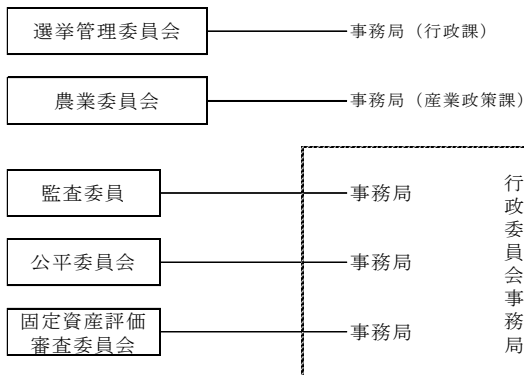 選挙管理委員会
事務局（行政課）
農業委員会
事務局（産業政策課）
監査委員
事務局
公平委員会
事務局
固定資産評価
審査委員会
事務局
行政委員会事務局